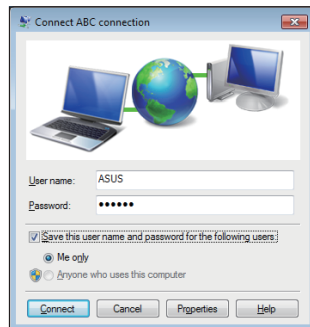 Connect ABC connection
User name: ASUS
Password: ••••••
Save this user name and password for the following users:
Me only
Anyone who uses this computer
Connect Cancel Properties Help